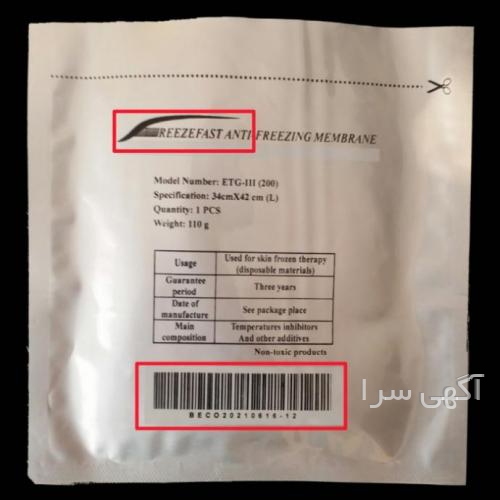 FREEZEFAST ANTI FREEZING MEMBRANE
Model Number: ETG-III (200)
Specification: 34cmX42 cm (L)
Quantity: 1 PCS
Weight: 110 g
Usage Used for skin frozen therapy (disposable materials)
Guarantee period Three years
Date of manufacture See package place
Main composition Temperatures inhibitors And other additives
Non-toxic products
BECO20210616-12
آگهی سرا